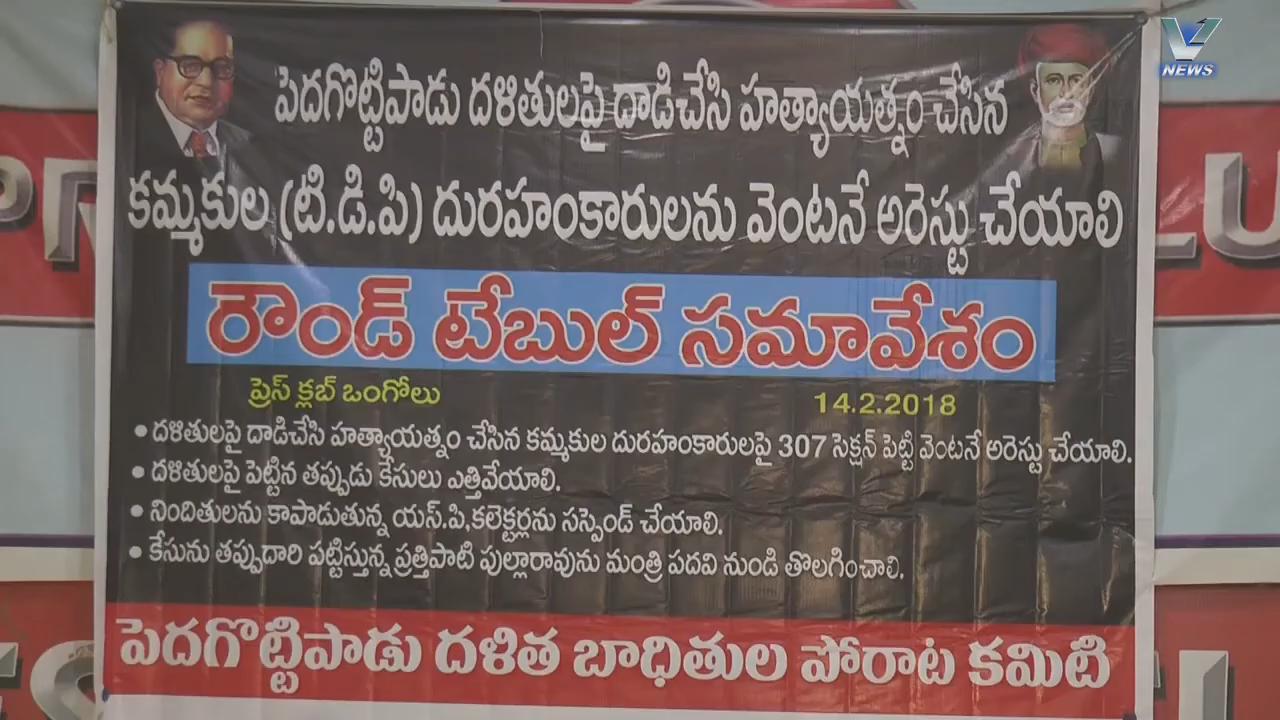 V1 NEWS
పెదగొట్టిపాడు దళితులపై దాడిచేసి హత్యాయత్నం చేసిన
కమ్మకుల (టి.డి.పి) దురహంకారులను వెంటనే అరెస్టు చేయాలి
రౌండ్ టేబుల్ సమావేశం
ప్రెస్ క్లబ్ ఒంగోలు 14.2.2018
• దళితులపై దాడిచేసి హత్యాయత్నం చేసిన కమ్మకుల దురహంకారులపై 307 సెక్షన్ పెట్టి వెంటనే అరెస్టు చేయాలి.
• దళితులపై పెట్టిన తప్పుడు కేసులు ఎత్తివేయాలి.
• నిందితులను కాపాడుతున్న యస్.పి,కలెక్టర్లను సస్పెండ్ చేయాలి.
• కేసును తప్పుదారి పట్టిస్తున్న ప్రత్తిపాటి పుల్లారావును మంత్రి పదవి నుండి తొలగించాలి.
పెదగొట్టిపాడు దళిత బాధితుల పోరాట కమిటి